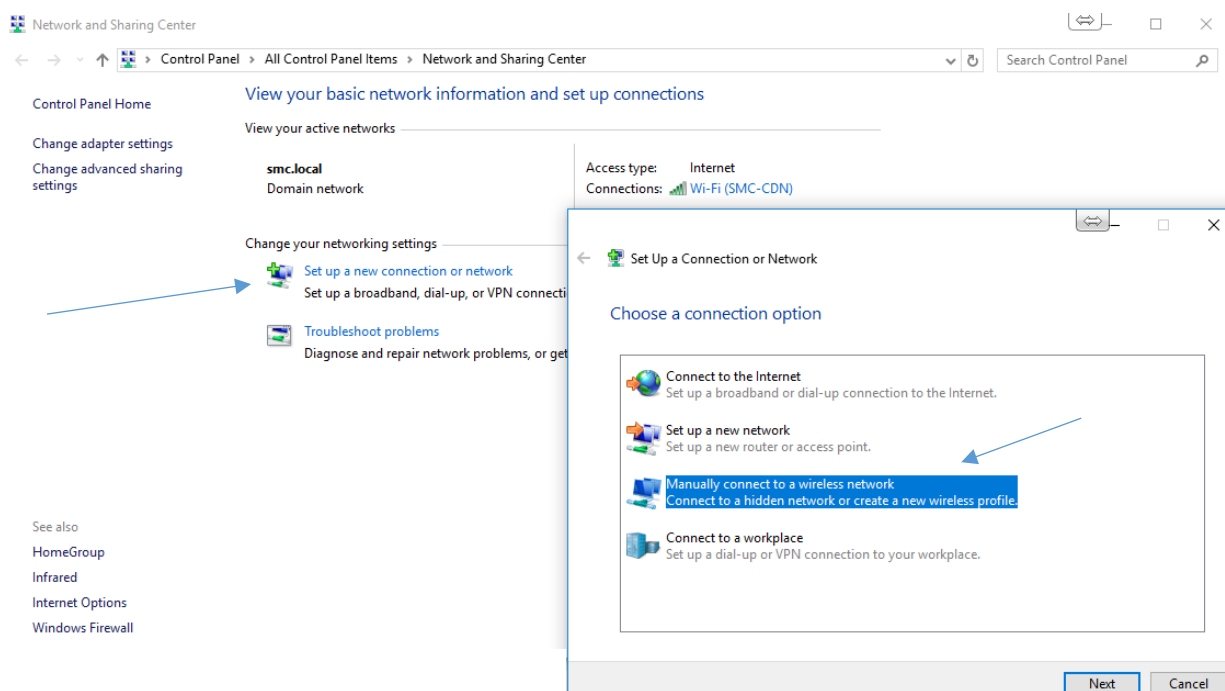 Network and Sharing Center
Control Panel > All Control Panel Items > Network and Sharing Center
Search Control Panel
Control Panel Home
Change adapter settings
Change advanced sharing
settings
View your basic network information and set up connections
View your active networks
smc.local
Domain network
Access type: Internet
Connections: Wi-Fi (SMC-CDN)
Change your networking settings
Set up a new connection or network
Set up a broadband, dial-up, or VPN connecti
Troubleshoot problems
Diagnose and repair network problems, or get
See also
HomeGroup
Infrared
Internet Options
Windows Firewall
Set Up a Connection or Network
Choose a connection option
Connect to the Internet
Set up a broadband or dial-up connection to the Internet.
Set up a new network
Set up a new router or access point.
Manually connect to a wireless network
Connect to a hidden network or create a new wireless profile.
Connect to a workplace
Set up a dial-up or VPN connection to your workplace.
Next
Cancel